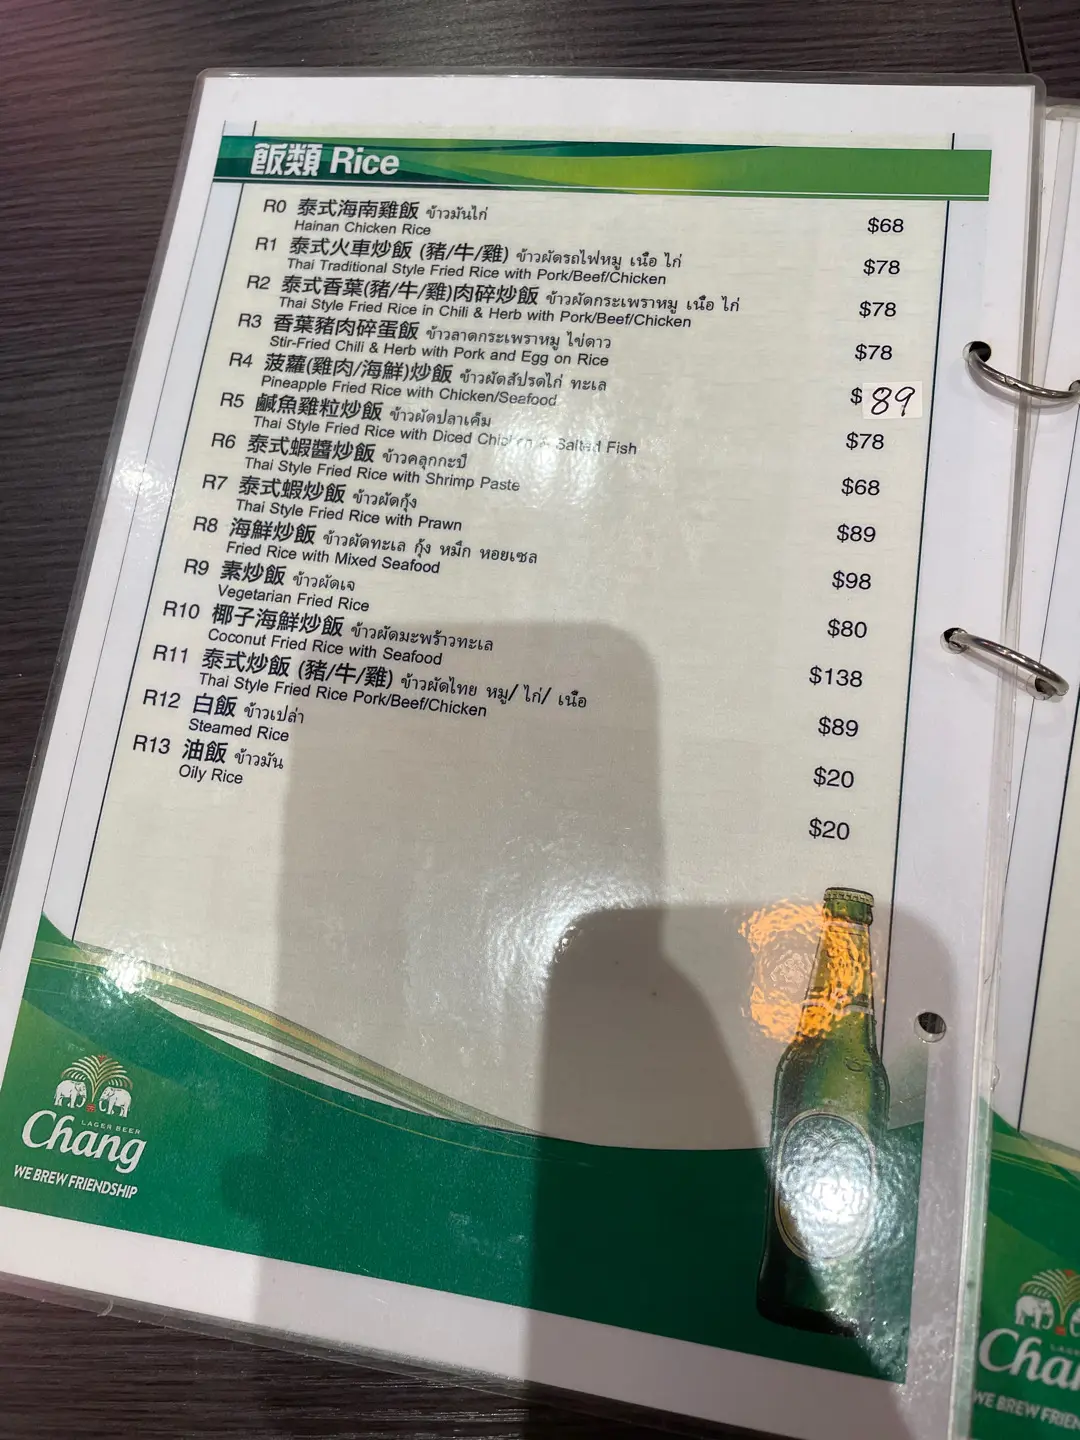 飯類 Rice
R0 泰式海南雞飯 ข้าวมันไก่ $68
Hainan Chicken Rice
R1 泰式火車炒飯 (豬/牛/雞) ข้าวผัดรถไฟหมู เนื้อ ไก่ $78
Thai Traditional Style Fried Rice with Pork/Beef/Chicken
R2 泰式香葉(豬/牛/雞)肉碎炒飯 ข้าวผัดกระเพราหมู เนื้อ ไก่ $78
Thai Style Fried Rice in Chili & Herb with Pork/Beef/Chicken
R3 香葉豬肉碎蛋飯 ข้าวลาดกระเพราหมู ไข่ดาว $78
Stir-Fried Chili & Herb with Pork and Egg on Rice
R4 菠蘿(雞肉/海鮮)炒飯 ข้าวผัดสัปรดไก่ ทะเล $ 89
Pineapple Fried Rice with Chicken/Seafood
R5 鹹魚雞粒炒飯 ข้าวผัดปลาเค็ม $78
Thai Style Fried Rice with Diced Chicken & Salted Fish
R6 泰式蝦醬炒飯 ข้าวคลุกกะปิ $68
Thai Style Fried Rice with Shrimp Paste
R7 泰式蝦炒飯 ข้าวผัดกุ้ง $89
Thai Style Fried Rice with Prawn
R8 海鮮炒飯 ข้าวผัดทะเล กุ้ง หมึก หอยเซล $98
Fried Rice with Mixed Seafood
R9 素炒飯 ข้าวผัดเจ $80
Vegetarian Fried Rice
R10 椰子海鮮炒飯 ข้าวผัดมะพร้าวทะเล $138
Coconut Fried Rice with Seafood
R11 泰式炒飯 (豬/牛/雞) ข้าวผัดไทย หมู/ ไก่/ เนื้อ $89
Thai Style Fried Rice Pork/Beef/Chicken
R12 白飯 ข้าวเปล่า $20
Steamed Rice
R13 油飯 ข้าวมัน $20
Oily Rice
LAGER BEER
Chang
WE BREW FRIENDSHIP